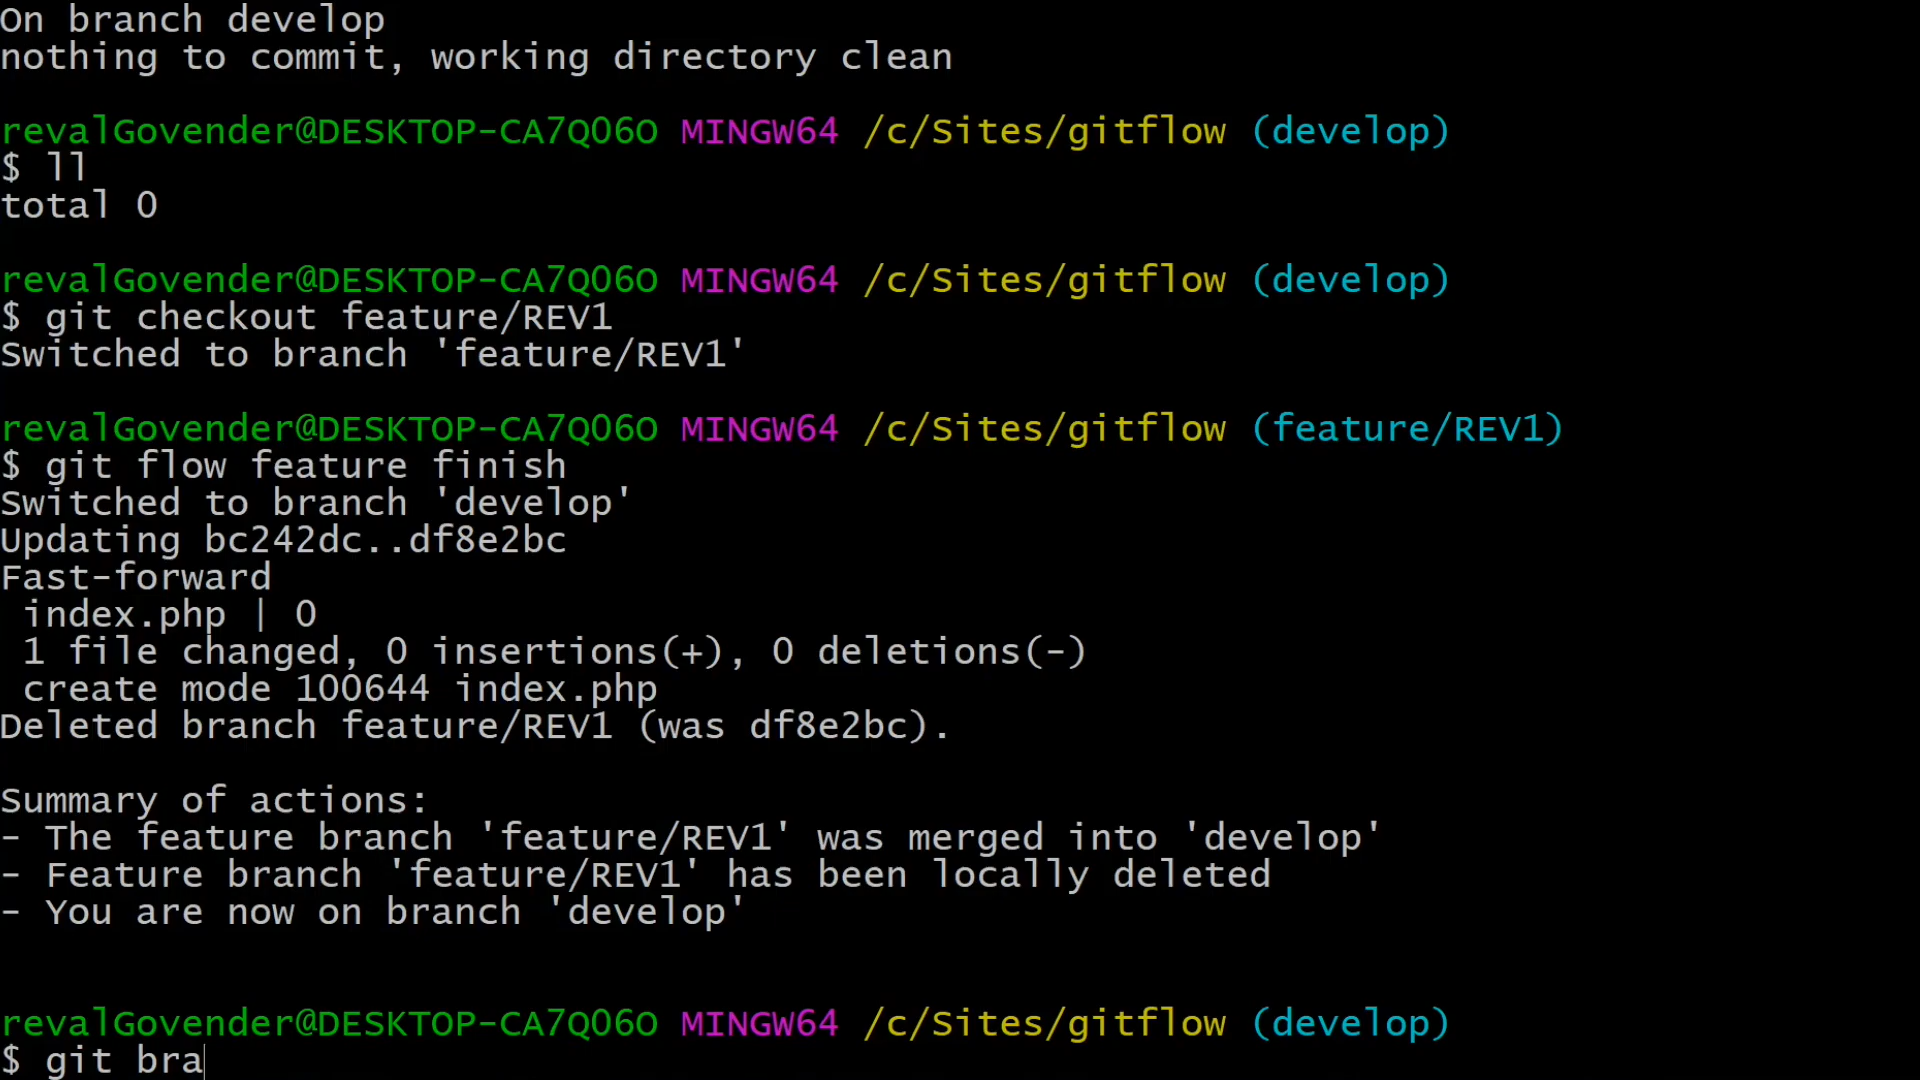 On branch develop
nothing to commit, working directory clean
revalGovender@DESKTOP-CA7Q06O MINGW64 /c/Sites/gitflow (develop)
$ ll
total 0
revalGovender@DESKTOP-CA7Q06O MINGW64 /c/Sites/gitflow (develop)
$ git checkout feature/REV1
Switched to branch 'feature/REV1'
revalGovender@DESKTOP-CA7Q06O MINGW64 /c/Sites/gitflow (feature/REV1)
$ git flow feature finish
Switched to branch 'develop'
Updating bc242dc..df8e2bc
Fast-forward
 index.php | 0
 1 file changed, 0 insertions(+), 0 deletions(-)
 create mode 100644 index.php
Deleted branch feature/REV1 (was df8e2bc).
Summary of actions:
- The feature branch 'feature/REV1' was merged into 'develop'
- Feature branch 'feature/REV1' has been locally deleted
- You are now on branch 'develop'
revalGovender@DESKTOP-CA7Q06O MINGW64 /c/Sites/gitflow (develop)
$ git bra